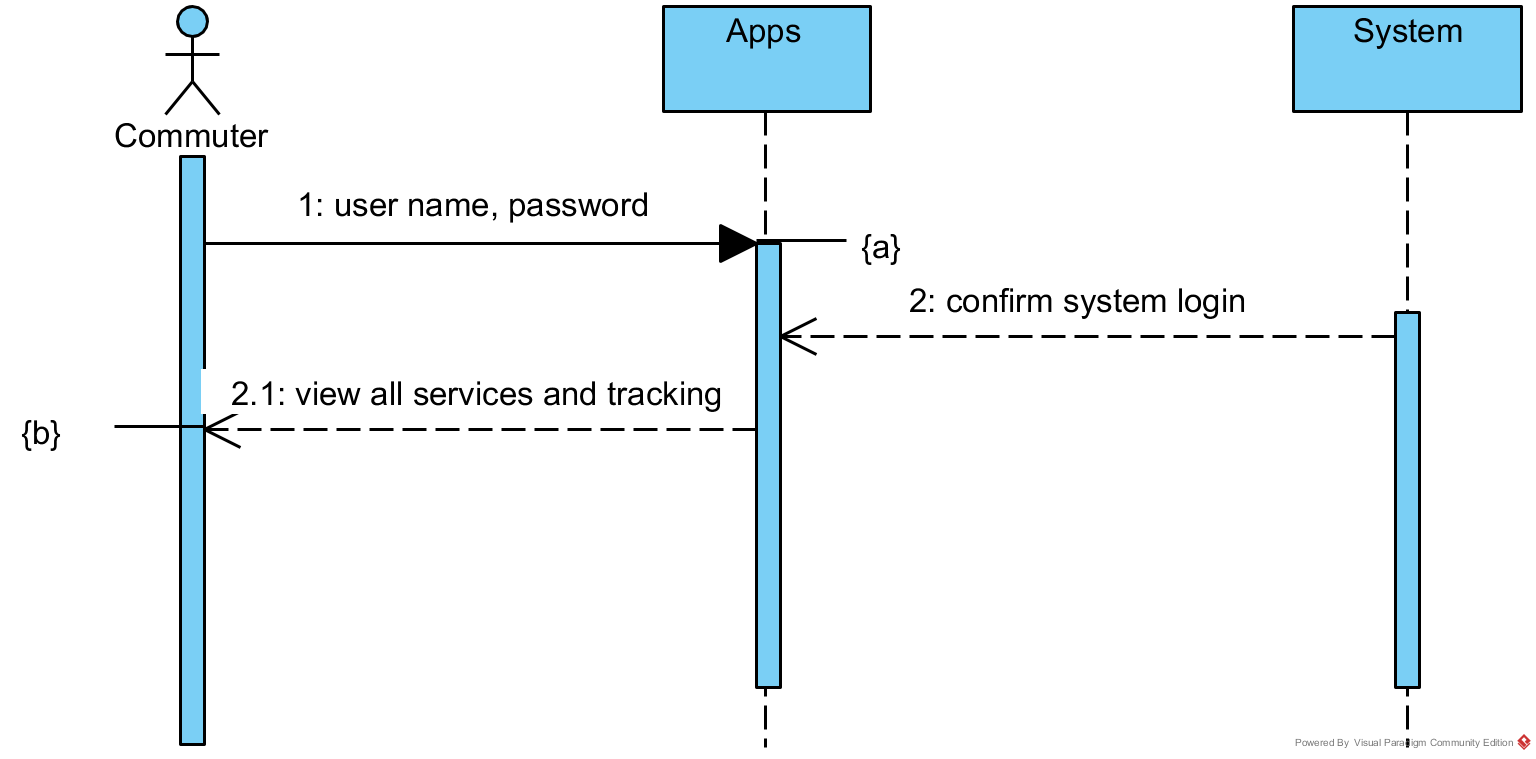 Apps
System
Commuter
1: user name, password
{a}
2: confirm system login
2.1: view all services and tracking
{b}
Powered By Visual Paradigm Community Edition